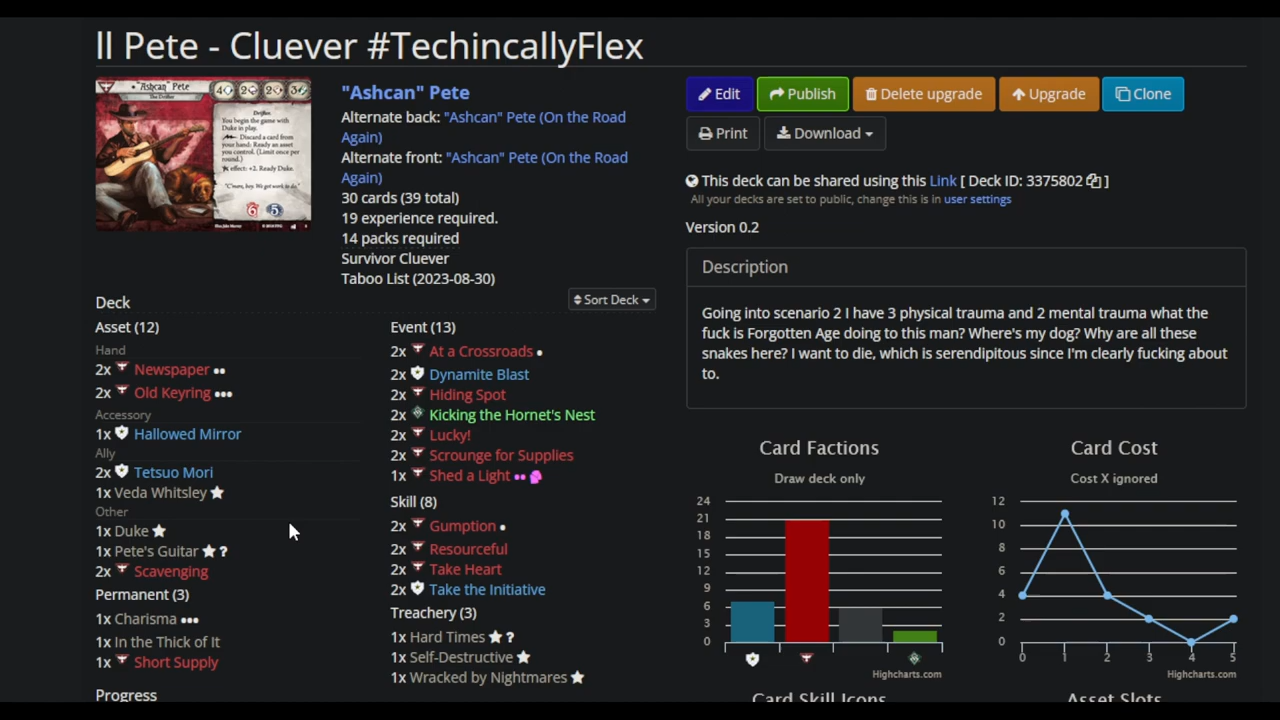 ll Pete - Cluever #TechincallyFlex
"Ashcan" Pete
The Drifter
"Ashcan" Pete
Alternate back: "Ashcan" Pete (On the Road
Again)
Alternate front: "Ashcan" Pete (On the Road
Again)
30 cards (39 total)
19 experience required.
14 packs required
Survivor Cluever
Taboo List (2023-08-30)
Sort Deck
Deck
Asset (12)
Hand
2x Newspaper
2x Old Keyring
Accessory
1x Hallowed Mirror
Ally
2x Tetsuo Mori
1x Veda Whitsley
Other
1x Duke
1x Pete's Guitar ?
2x Scavenging
Permanent (3)
1x Charisma
1x In the Thick of It
1x Short Supply
Progress
Event (13)
2x At a Crossroads
2x Dynamite Blast
2x Hiding Spot
2x Kicking the Hornet's Nest
2x Lucky!
2x Scrounge for Supplies
1x Shed a Light
Skill (8)
2x Gumption
2x Resourceful
2x Take Heart
2x Take the Initiative
Treachery (3)
1x Hard Times ?
1x Self-Destructive
1x Wracked by Nightmares
Edit Publish Delete upgrade Upgrade Clone
Print Download
This deck can be shared using this Link [ Deck ID: 3375802 ]
All your decks are set to public, change this is in user settings
Version 0.2
Description
Going into scenario 2 I have 3 physical trauma and 2 mental trauma what the
fuck is Forgotten Age doing to this man? Where's my dog? Why are all these
snakes here? I want to die, which is serendipitous since I'm clearly fucking about
to.
Card Factions
Draw deck only
24
21
18
15
12
9
6
3
0
Highcharts.com
Card Skill Icons
Card Cost
Cost X ignored
12
10
8
6
4
2
0
0 1 2 3 4 5
Highcharts.com
Asset Slots